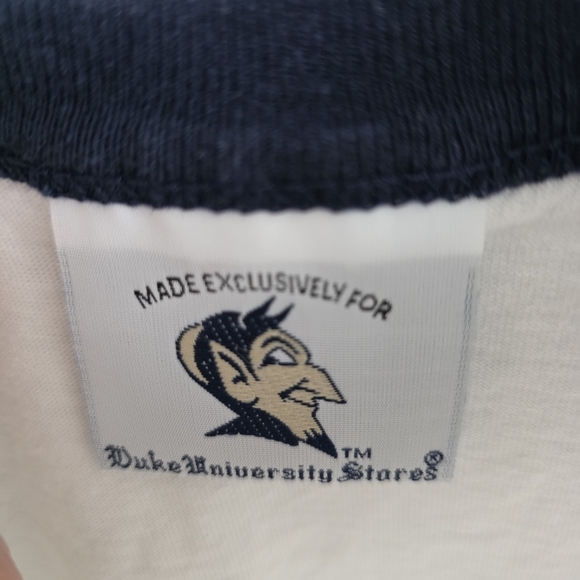 MADE EXCLUSIVELY FOR
TM
Duke University Stores®